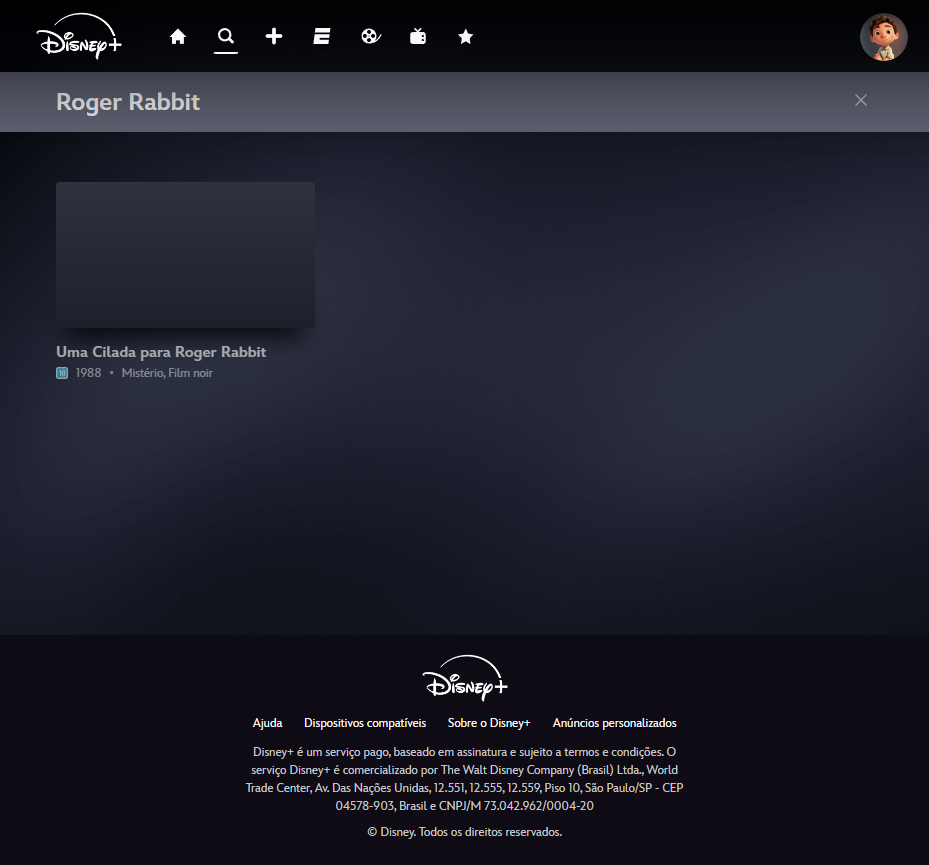 Disney+
Roger Rabbit
Uma Cilada para Roger Rabbit
10 1988 • Mistério, Film noir
Disney+
Ajuda Dispositivos compatíveis Sobre o Disney+ Anúncios personalizados
Disney+ é um serviço pago, baseado em assinatura e sujeito a termos e condições. O
serviço Disney+ é comercializado por The Walt Disney Company (Brasil) Ltda., World
Trade Center, Av. Das Nações Unidas, 12.551, 12.555, 12.559, Piso 10, São Paulo/SP - CEP
04578-903, Brasil e CNPJ/M 73.042.962/0004-20
© Disney. Todos os direitos reservados.